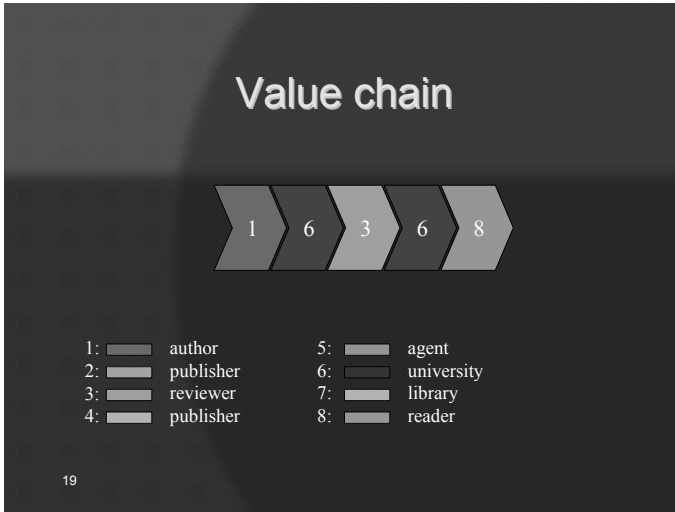 Value chain
1 6 3 6 8
1: author 5: agent
2: publisher 6: university
3: reviewer 7: library
4: publisher 8: reader
19